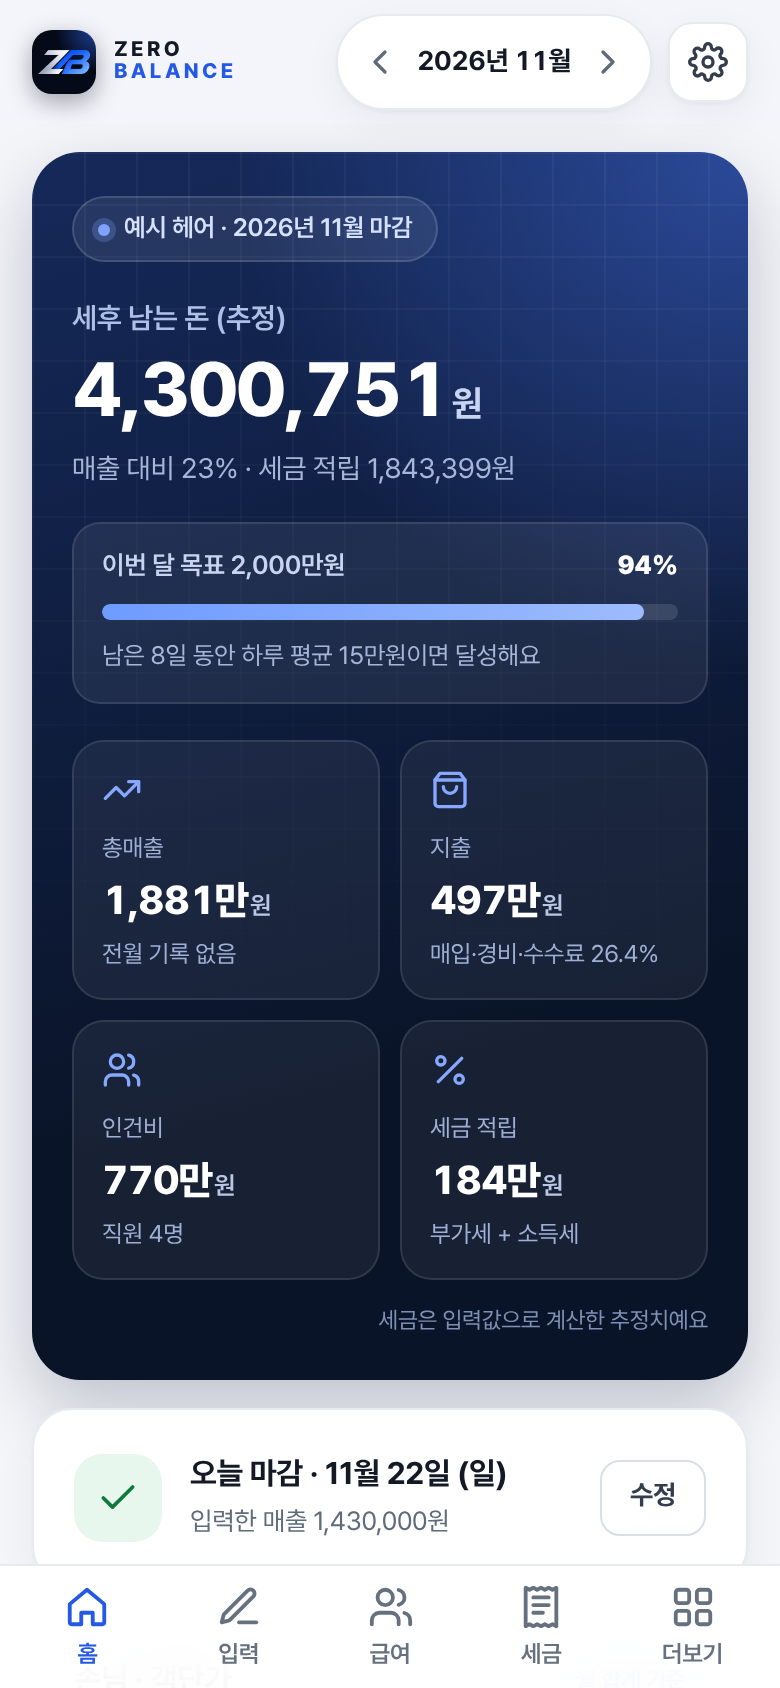 ZB
ZERO
BALANCE
2026년 11월
예시 헤어 · 2026년 11월 마감
세후 남는 돈 (추정)
4,300,751원
매출 대비 23% · 세금 적립 1,843,399원
이번 달 목표 2,000만원 94%
남은 8일 동안 하루 평균 15만원이면 달성해요
총매출
1,881만원
전월 기록 없음
지출
497만원
매입·경비·수수료 26.4%
인건비
770만원
직원 4명
세금 적립
184만원
부가세 + 소득세
세금은 입력값으로 계산한 추정치예요
오늘 마감 · 11월 22일 (일)
입력한 매출 1,430,000원
수정
홈
입력
급여
세금
더보기
손님 · 객단가